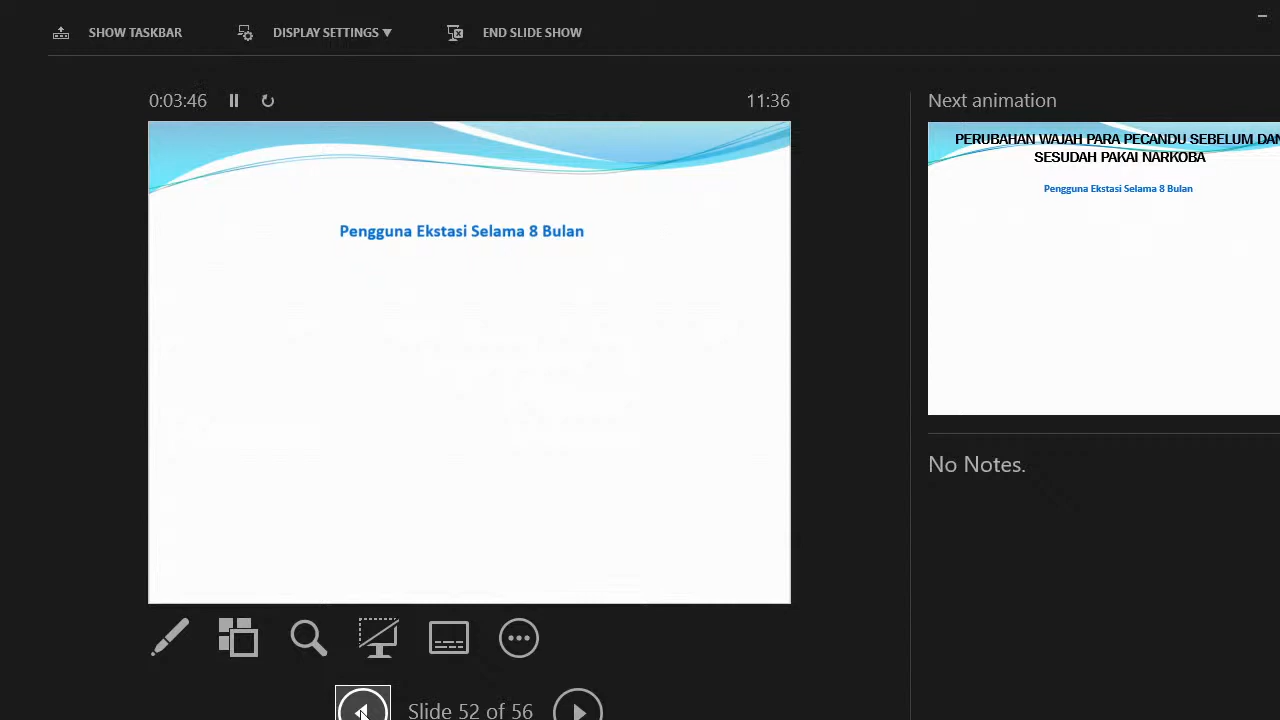 SHOW TASKBAR
DISPLAY SETTINGS
END SLIDE SHOW
0:03:46
11:36
Pengguna Ekstasi Selama 8 Bulan
Slide 52 of 56
Next animation
PERUBAHAN WAJAH PARA PECANDU SEBELUM DAN
SESUDAH PAKAI NARKOBA
Pengguna Ekstasi Selama 8 Bulan
No Notes.